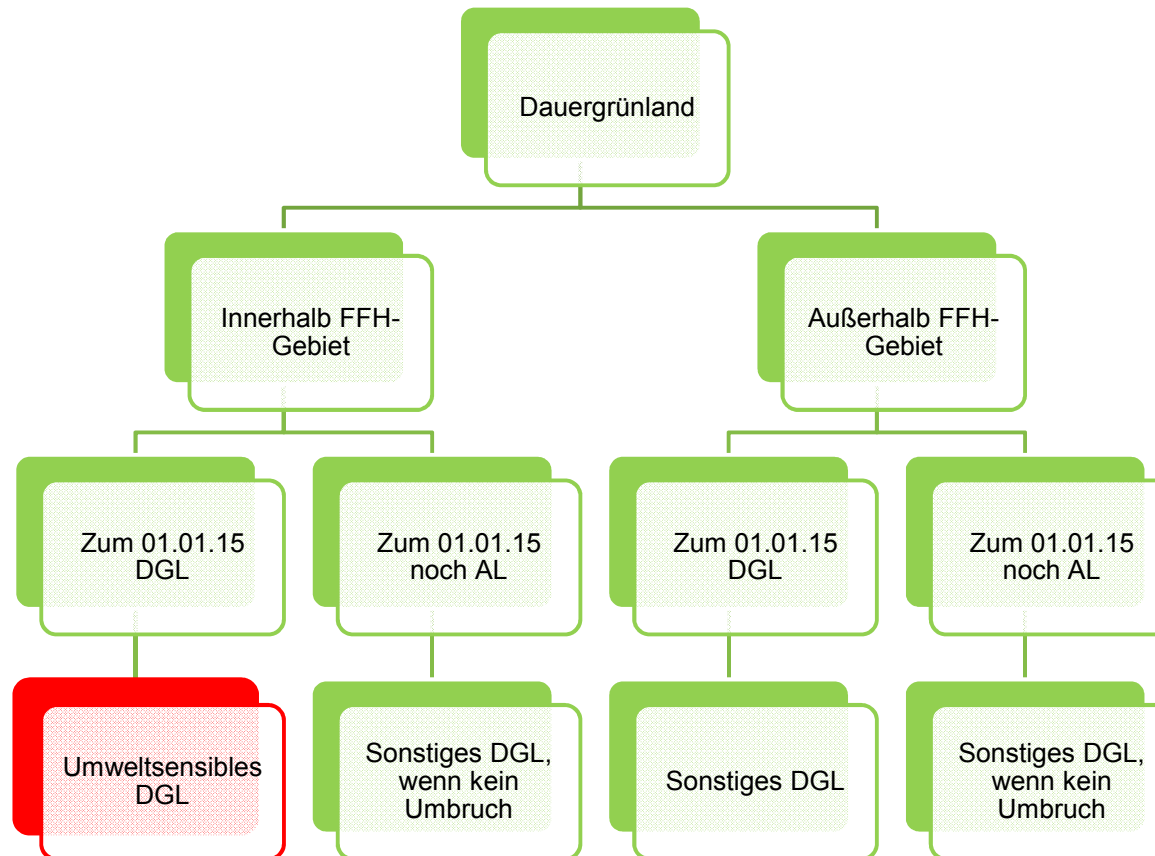 Dauergrünland
Innerhalb FFH-
Gebiet
Außerhalb FFH-
Gebiet
Zum 01.01.15
DGL
Zum 01.01.15
noch AL
Zum 01.01.15
DGL
Zum 01.01.15
noch AL
Umweltsensibles
DGL
Sonstiges DGL,
wenn kein
Umbruch
Sonstiges DGL
Sonstiges DGL,
wenn kein
Umbruch